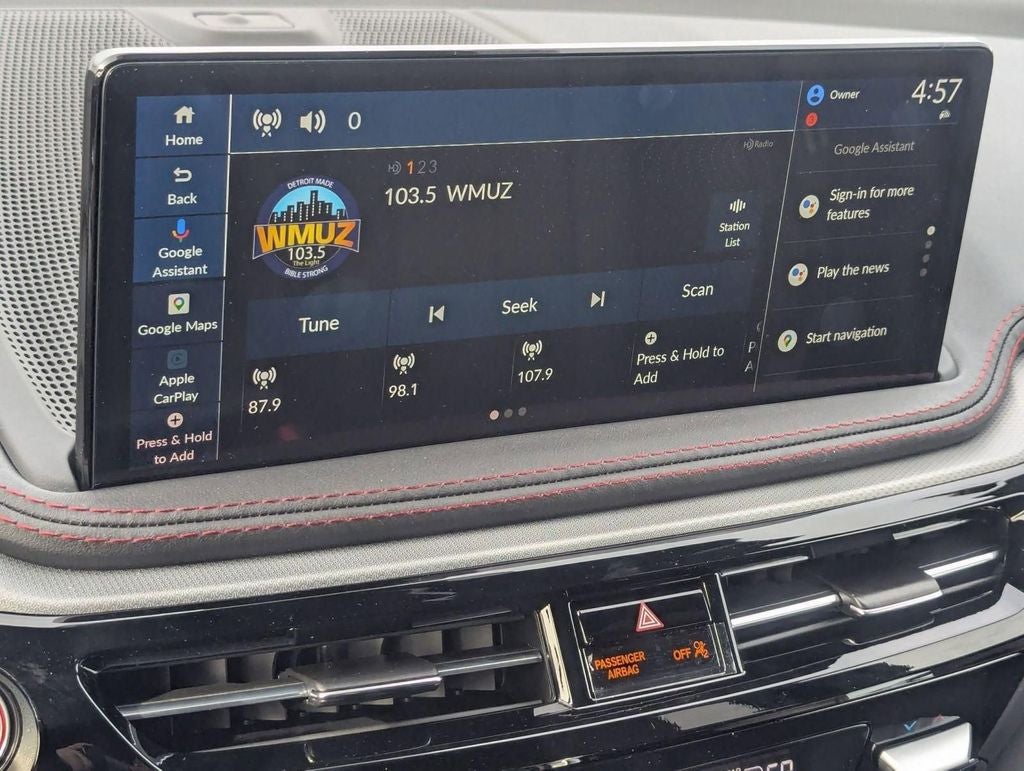 Home
Back
Google
Assistant
Google Maps
Apple
CarPlay
Press & Hold
to Add
0
HD 123
103.5 WMUZ
DETROIT MADE
WMUZ
103.5
The Light
BIBLE STRONG
HD Radio
Station
List
Tune
Seek
Scan
87.9
98.1
107.9
Press & Hold to
Add
P
A
Owner
4:57
Google Assistant
Sign-in for more
features
Play the news
Start navigation
PASSENGER
AIRBAG
OFF
2